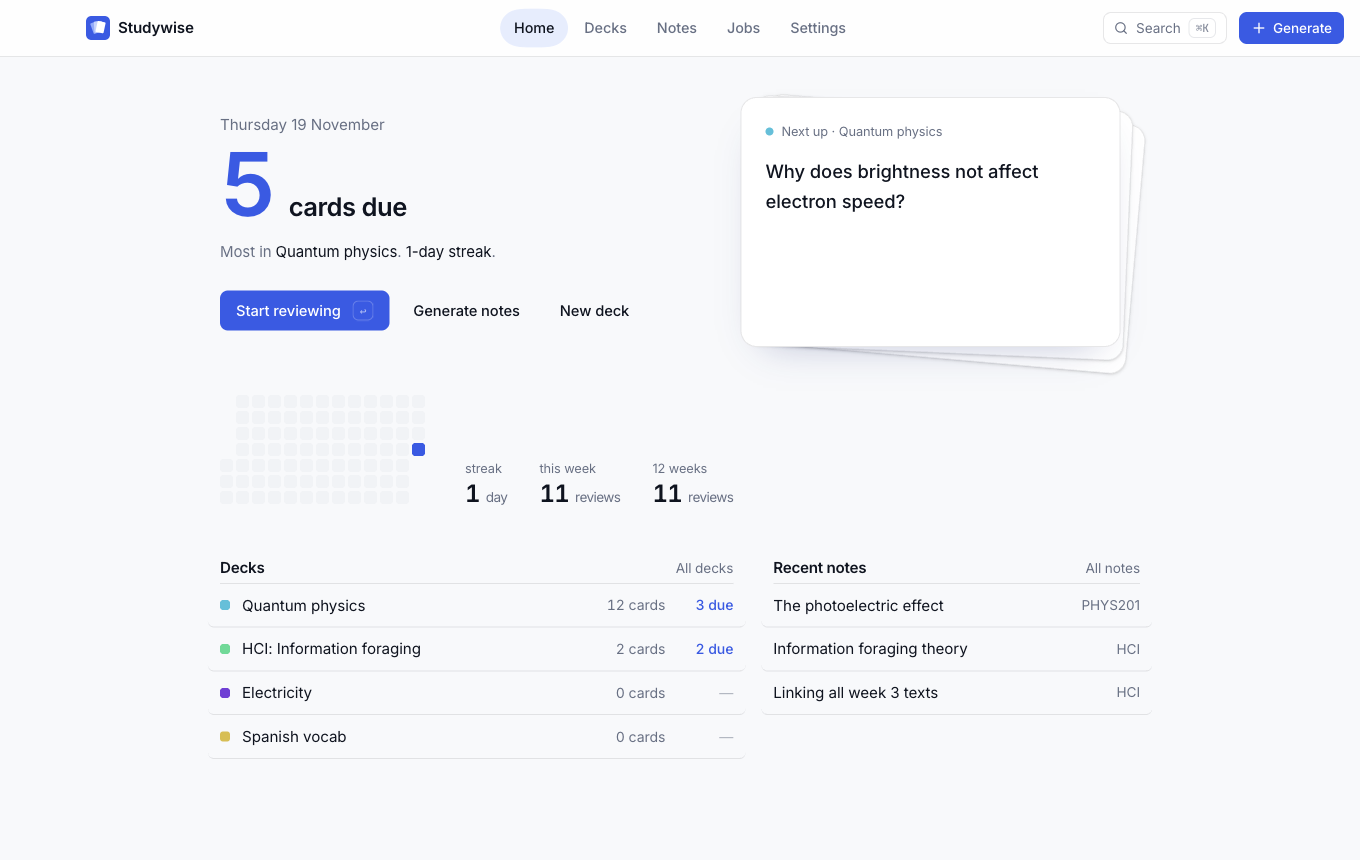 Studywise
Home
Decks
Notes
Jobs
Settings
Search ⌘K
+ Generate
Thursday 19 November
5 cards due
Most in Quantum physics. 1-day streak.
Start reviewing ↵
Generate notes
New deck
Next up · Quantum physics
Why does brightness not affect
electron speed?
streak
1 day
this week
11 reviews
12 weeks
11 reviews
Decks
All decks
Quantum physics 12 cards 3 due
HCI: Information foraging 2 cards 2 due
Electricity 0 cards —
Spanish vocab 0 cards —
Recent notes
All notes
The photoelectric effect PHYS201
Information foraging theory HCI
Linking all week 3 texts HCI